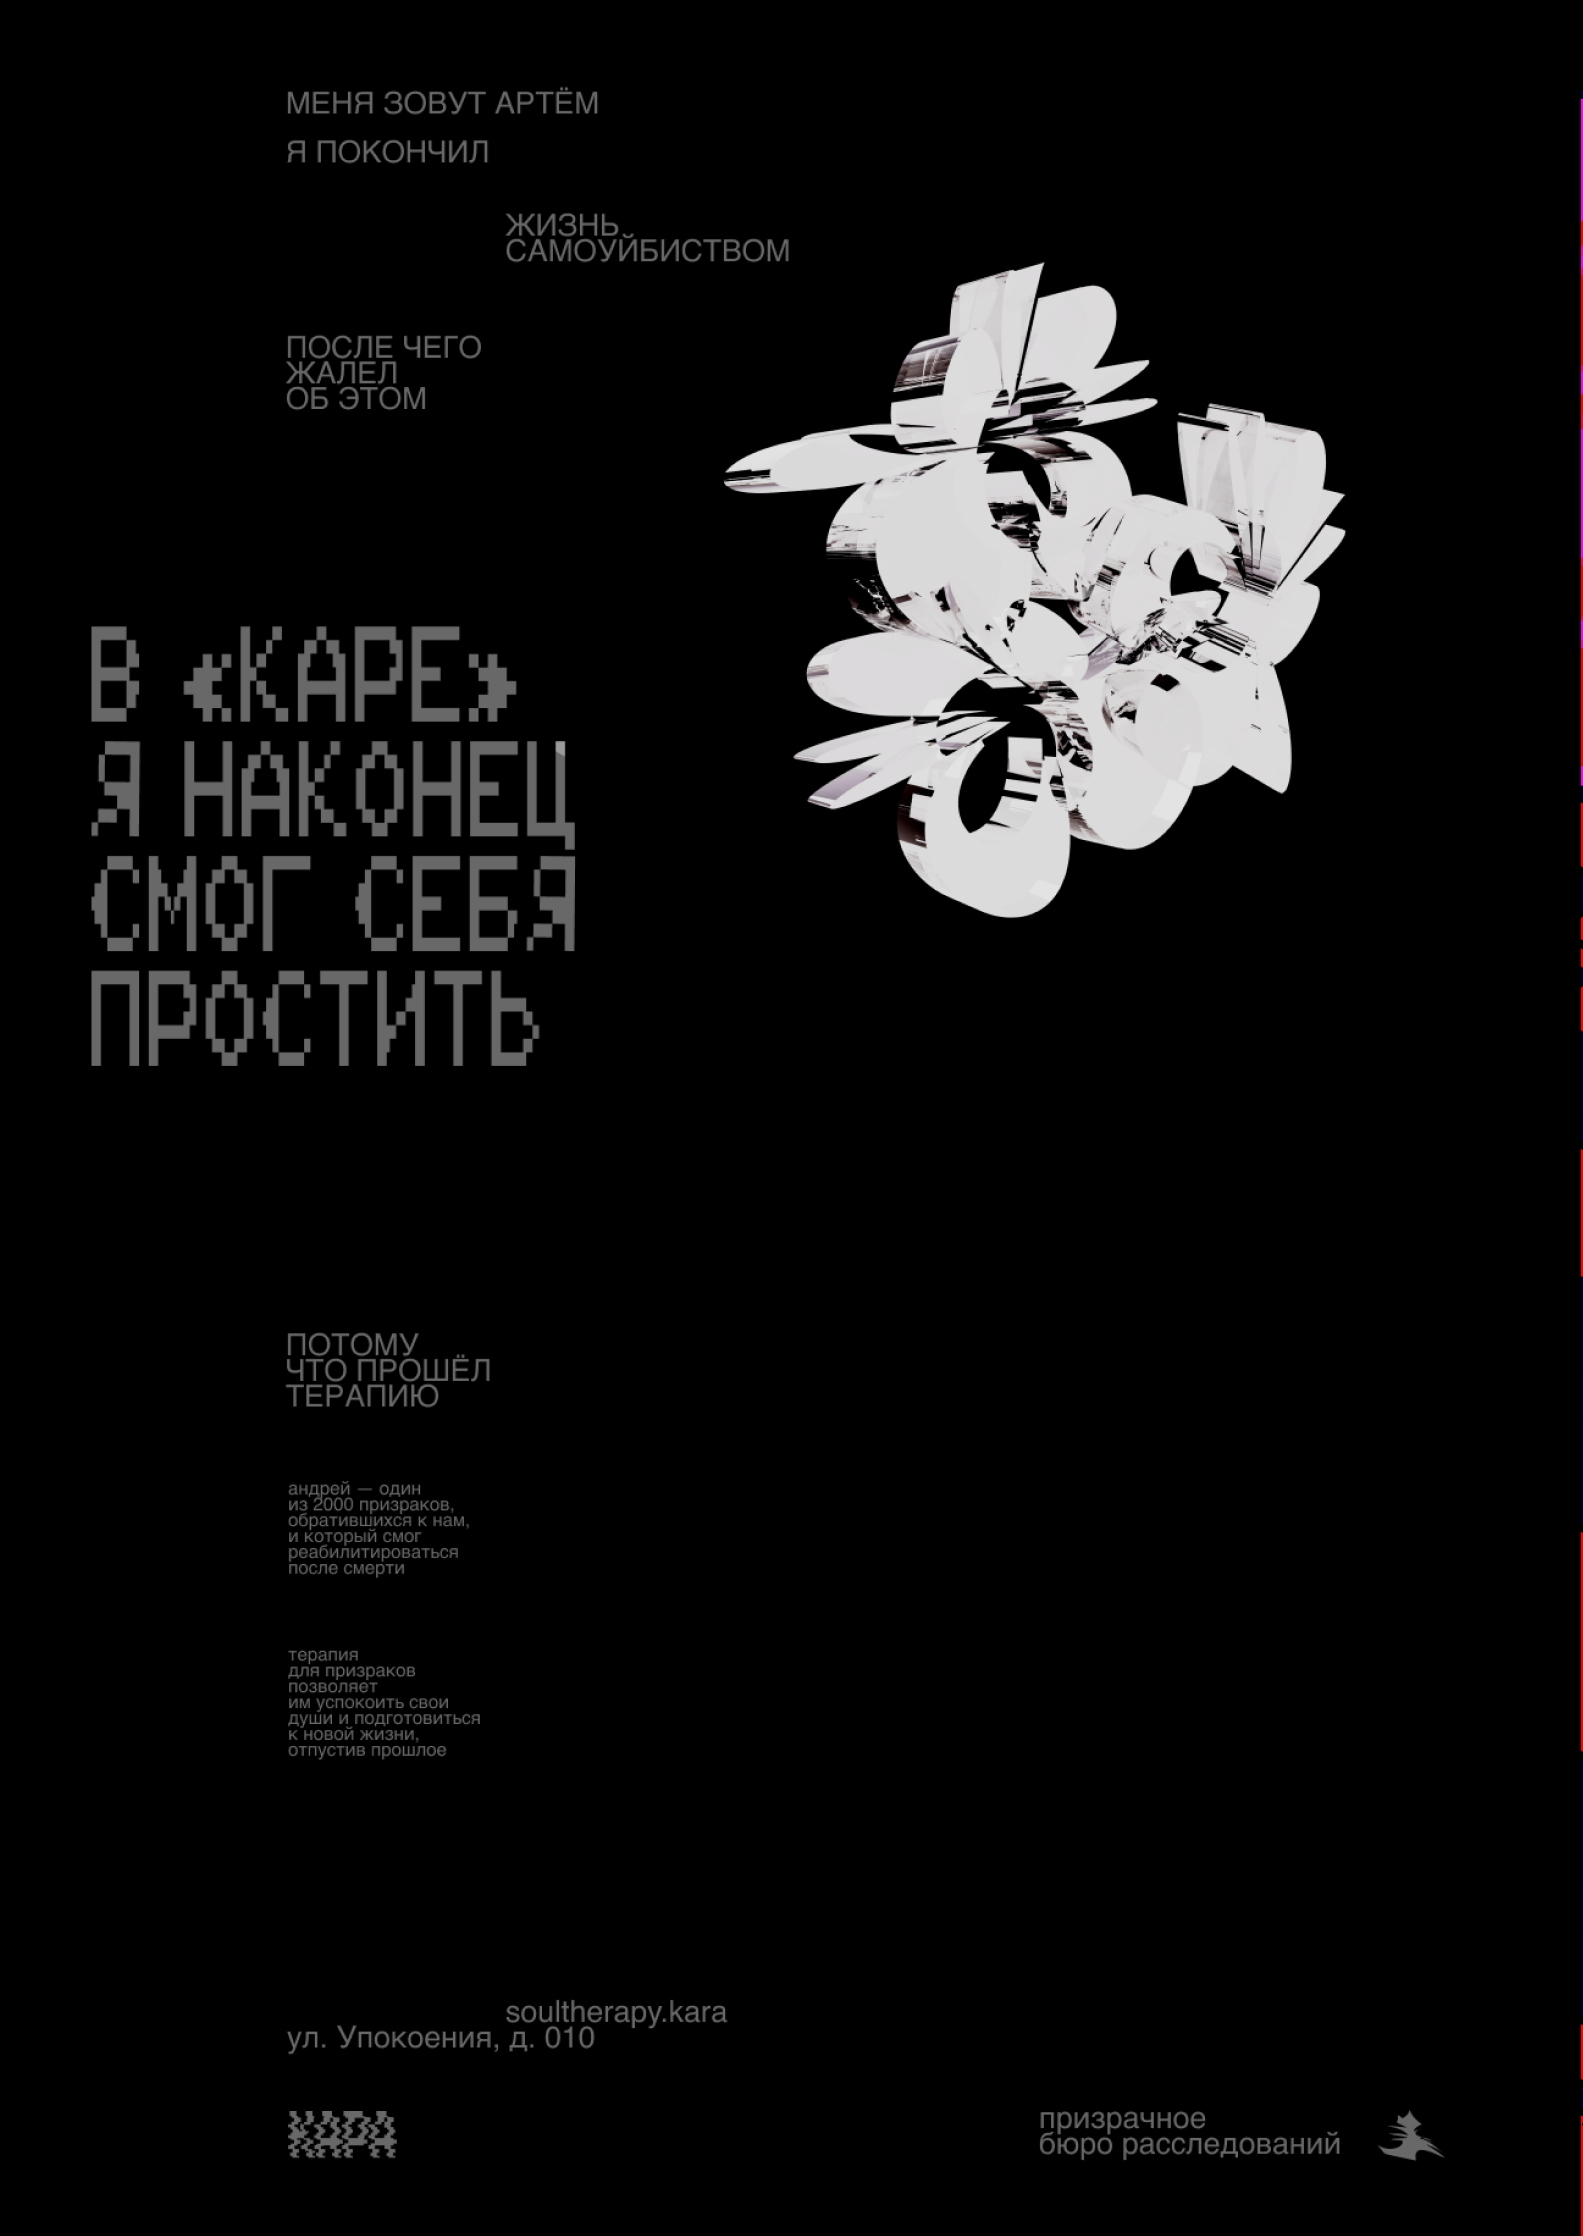 МЕНЯ ЗОВУТ АРТЁМ
Я ПОКОНЧИЛ
ЖИЗНЬ
САМОУЙБИСТВОМ
ПОСЛЕ ЧЕГО
ЖАЛЕЛ
ОБ ЭТОМ
В «КАРЕ»
Я НАКОНЕЦ
СМОГ СЕБЯ
ПРОСТИТЬ
ПОТОМУ
ЧТО ПРОШЁЛ
ТЕРАПИЮ
андрей — один
из 2000 призраков,
обратившихся к нам,
и который смог
реабилитироваться
после смерти
терапия
для призраков
позволяет
им успокоить свои
души и подготовиться
к новой жизни,
отпустив прошлое
soultherapy.kara
ул. Упокоения, д. 010
КАРА
призрачное
бюро расследований